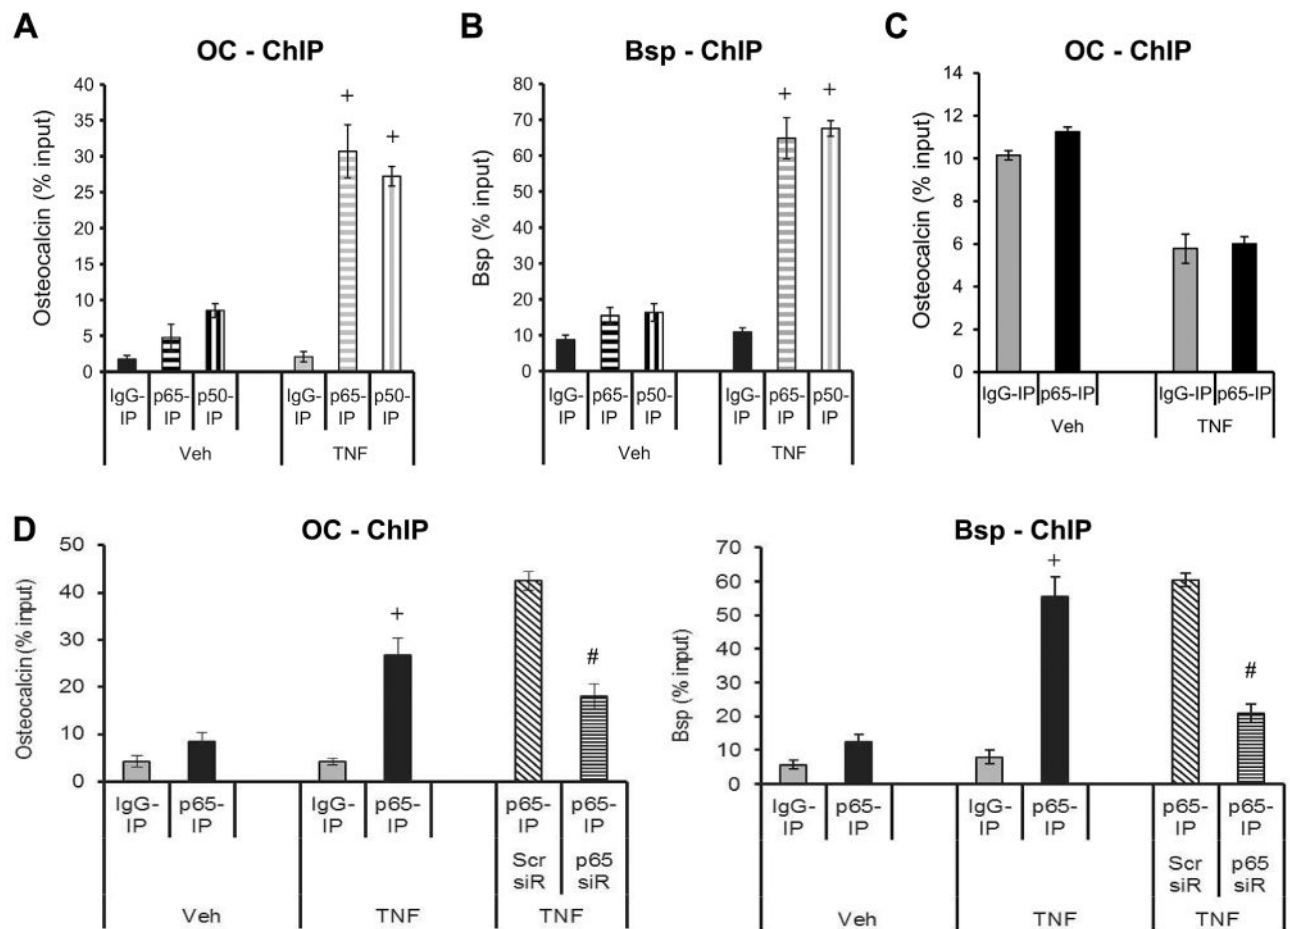 A
OC - ChIP
Osteocalcin (% input)
40
35
30
25
20
15
10
5
0
+
+
IgG-IP p65-IP p50-IP IgG-IP p65-IP p50-IP
Veh TNF
B
Bsp - ChIP
Bsp (% input)
80
70
60
50
40
30
20
10
0
+
+
IgG-IP p65-IP p50-IP IgG-IP p65-IP p50-IP
Veh TNF
C
OC - ChIP
Osteocalcin (% input)
14
12
10
8
6
4
2
0
IgG-IP p65-IP IgG-IP p65-IP
Veh TNF
D
OC - ChIP
Osteocalcin (% input)
50
40
30
20
10
0
+
#
IgG-IP p65-IP IgG-IP p65-IP p65-IP p65-IP
Scr siR p65 siR
Veh TNF TNF
Bsp - ChIP
Bsp (% input)
70
60
50
40
30
20
10
0
+
#
IgG-IP p65-IP IgG-IP p65-IP p65-IP p65-IP
Scr siR p65 siR
Veh TNF TNF